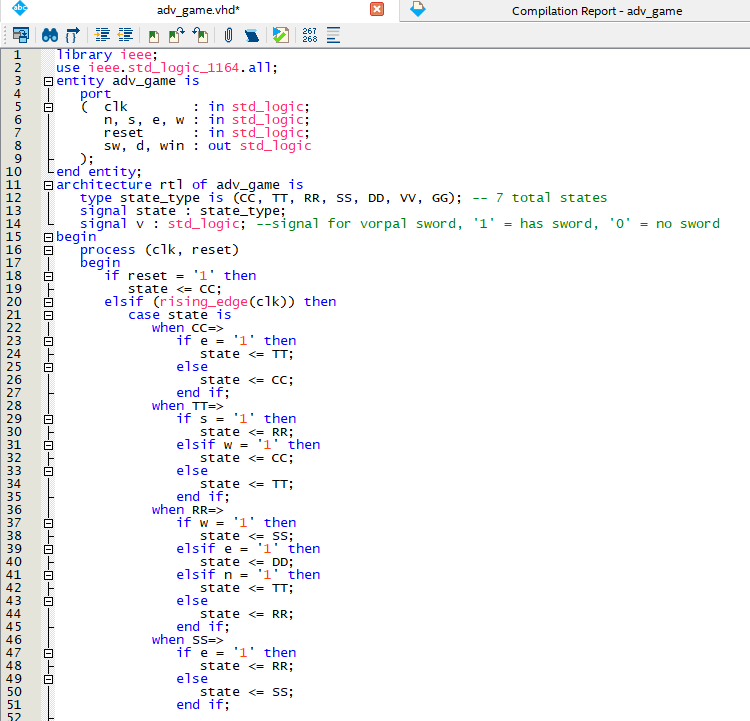 adv_game.vhd*
Compilation Report - adv_game
abc
267
268
1 library ieee;
2 use ieee.std_logic_1164.all;
3 entity adv_game is
4 port
5 ( clk : in std_logic;
6 n, s, e, w : in std_logic;
7 reset : in std_logic;
8 sw, d, win : out std_logic
9 );
10 end entity;
11 architecture rtl of adv_game is
12 type state_type is (CC, TT, RR, SS, DD, VV, GG); -- 7 total states
13 signal state : state_type;
14 signal v : std_logic; --signal for vorpal sword, '1' = has sword, '0' = no sword
15 begin
16 process (clk, reset)
17 begin
18 if reset = '1' then
19 state <= CC;
20 elsif (rising_edge(clk)) then
21 case state is
22 when CC=>
23 if e = '1' then
24 state <= TT;
25 else
26 state <= CC;
27 end if;
28 when TT=>
29 if s = '1' then
30 state <= RR;
31 elsif w = '1' then
32 state <= CC;
33 else
34 state <= TT;
35 end if;
36 when RR=>
37 if w = '1' then
38 state <= SS;
39 elsif e = '1' then
40 state <= DD;
41 elsif n = '1' then
42 state <= TT;
43 else
44 state <= RR;
45 end if;
46 when SS=>
47 if e = '1' then
48 state <= RR;
49 else
50 state <= SS;
51 end if;
52